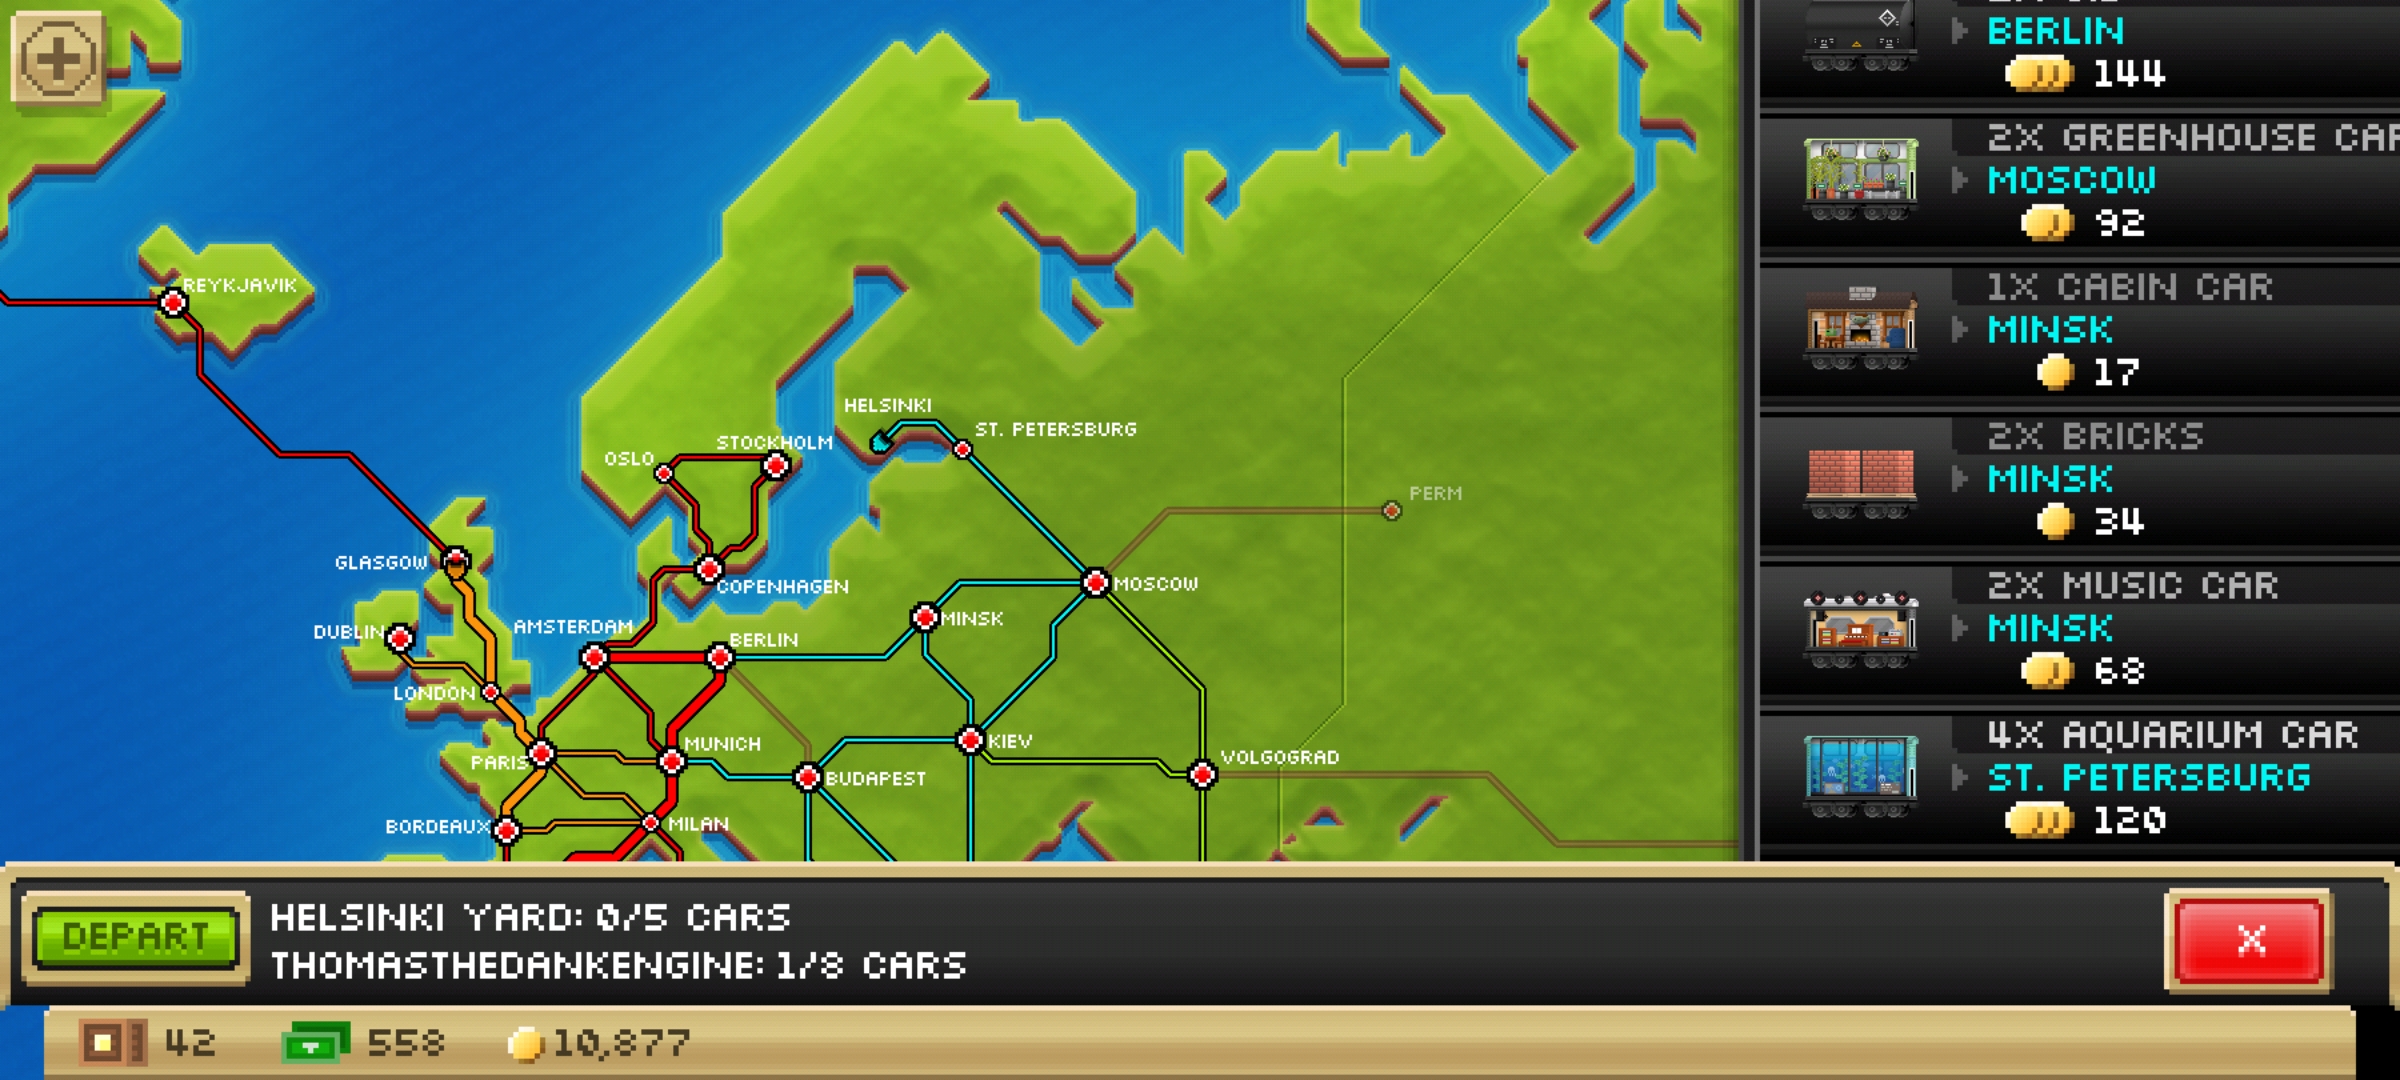 REYKJAVIK
HELSINKI
ST. PETERSBURG
STOCKHOLM
OSLO
PERM
GLASGOW
COPENHAGEN
MOSCOW
DUBLIN
AMSTERDAM
BERLIN
MINSK
LONDON
PARIS
MUNICH
KIEV
BUDAPEST
VOLGOGRAD
BORDEAUX
MILAN
BERLIN
144
2X GREENHOUSE CAR
MOSCOW
92
1X CABIN CAR
MINSK
17
2X BRICKS
MINSK
34
2X MUSIC CAR
MINSK
68
4X AQUARIUM CAR
ST. PETERSBURG
120
DEPART
HELSINKI YARD: 0/5 CARS
THOMASTHEDANKENGINE: 1/8 CARS
X
42
558
10,877